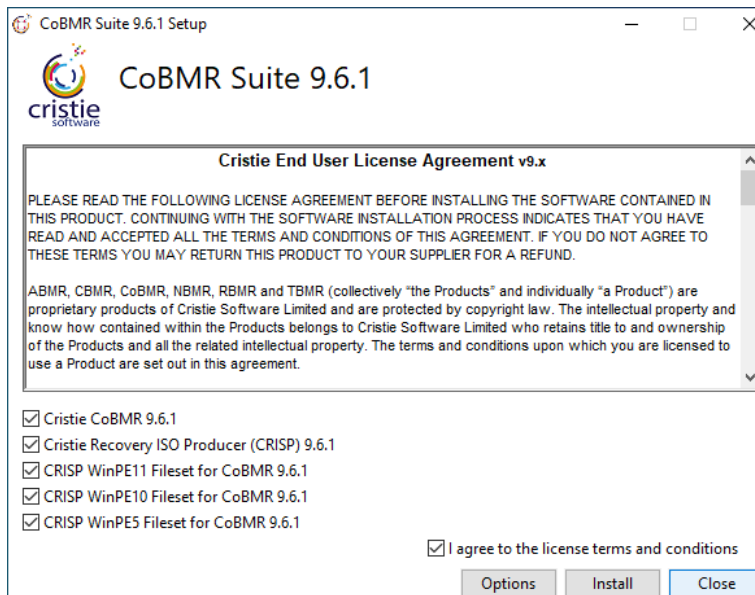 CoBMR Suite 9.6.1 Setup
cristie
software
CoBMR Suite 9.6.1
Cristie End User License Agreement v9.x
PLEASE READ THE FOLLOWING LICENSE AGREEMENT BEFORE INSTALLING THE SOFTWARE CONTAINED IN
THIS PRODUCT. CONTINUING WITH THE SOFTWARE INSTALLATION PROCESS INDICATES THAT YOU HAVE
READ AND ACCEPTED ALL THE TERMS AND CONDITIONS OF THIS AGREEMENT. IF YOU DO NOT AGREE TO
THESE TERMS YOU MAY RETURN THIS PRODUCT TO YOUR SUPPLIER FOR A REFUND.
ABMR, CBMR, CoBMR, NBMR, RBMR and TBMR (collectively “the Products” and individually “a Product”) are
proprietary products of Cristie Software Limited and are protected by copyright law. The intellectual property and
know how contained within the Products belongs to Cristie Software Limited who retains title to and ownership
of the Products and all the related intellectual property. The terms and conditions upon which you are licensed to
use a Product are set out in this agreement.
Cristie CoBMR 9.6.1
Cristie Recovery ISO Producer (CRISP) 9.6.1
CRISP WinPE11 Fileset for CoBMR 9.6.1
CRISP WinPE10 Fileset for CoBMR 9.6.1
CRISP WinPE5 Fileset for CoBMR 9.6.1
I agree to the license terms and conditions
Options Install Close